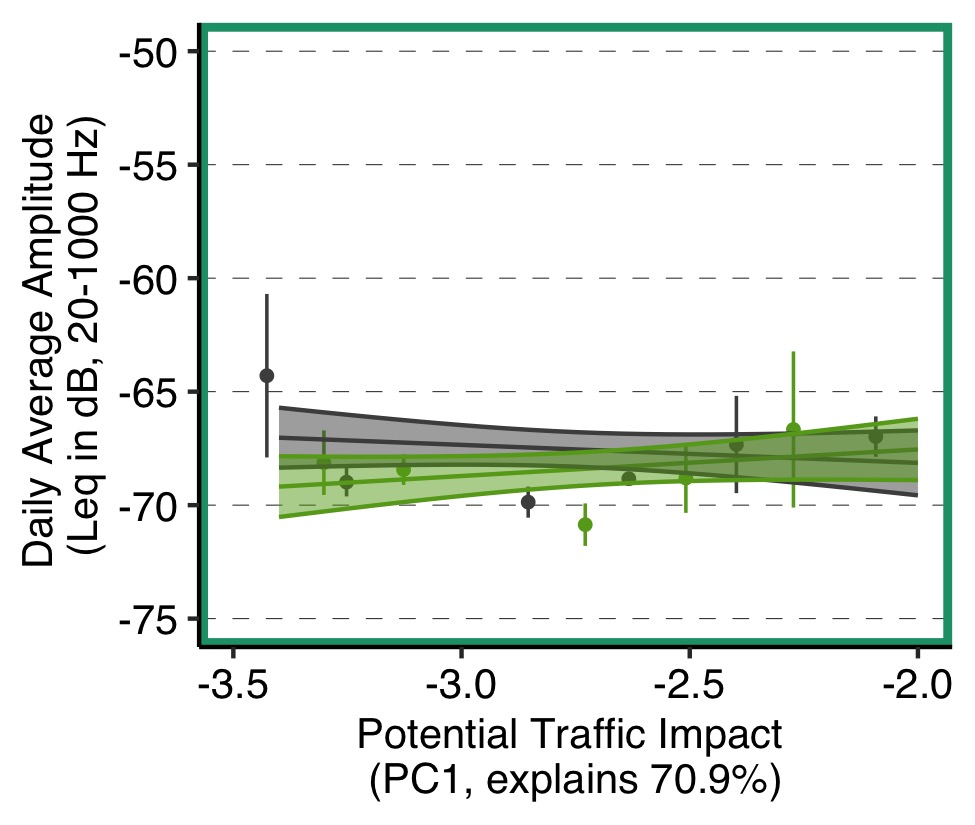 -50
-55
-60
-65
-70
-75
Daily Average Amplitude
(Leq in dB, 20-1000 Hz)
-3.5
-3.0
-2.5
-2.0
Potential Traffic Impact
(PC1, explains 70.9%)